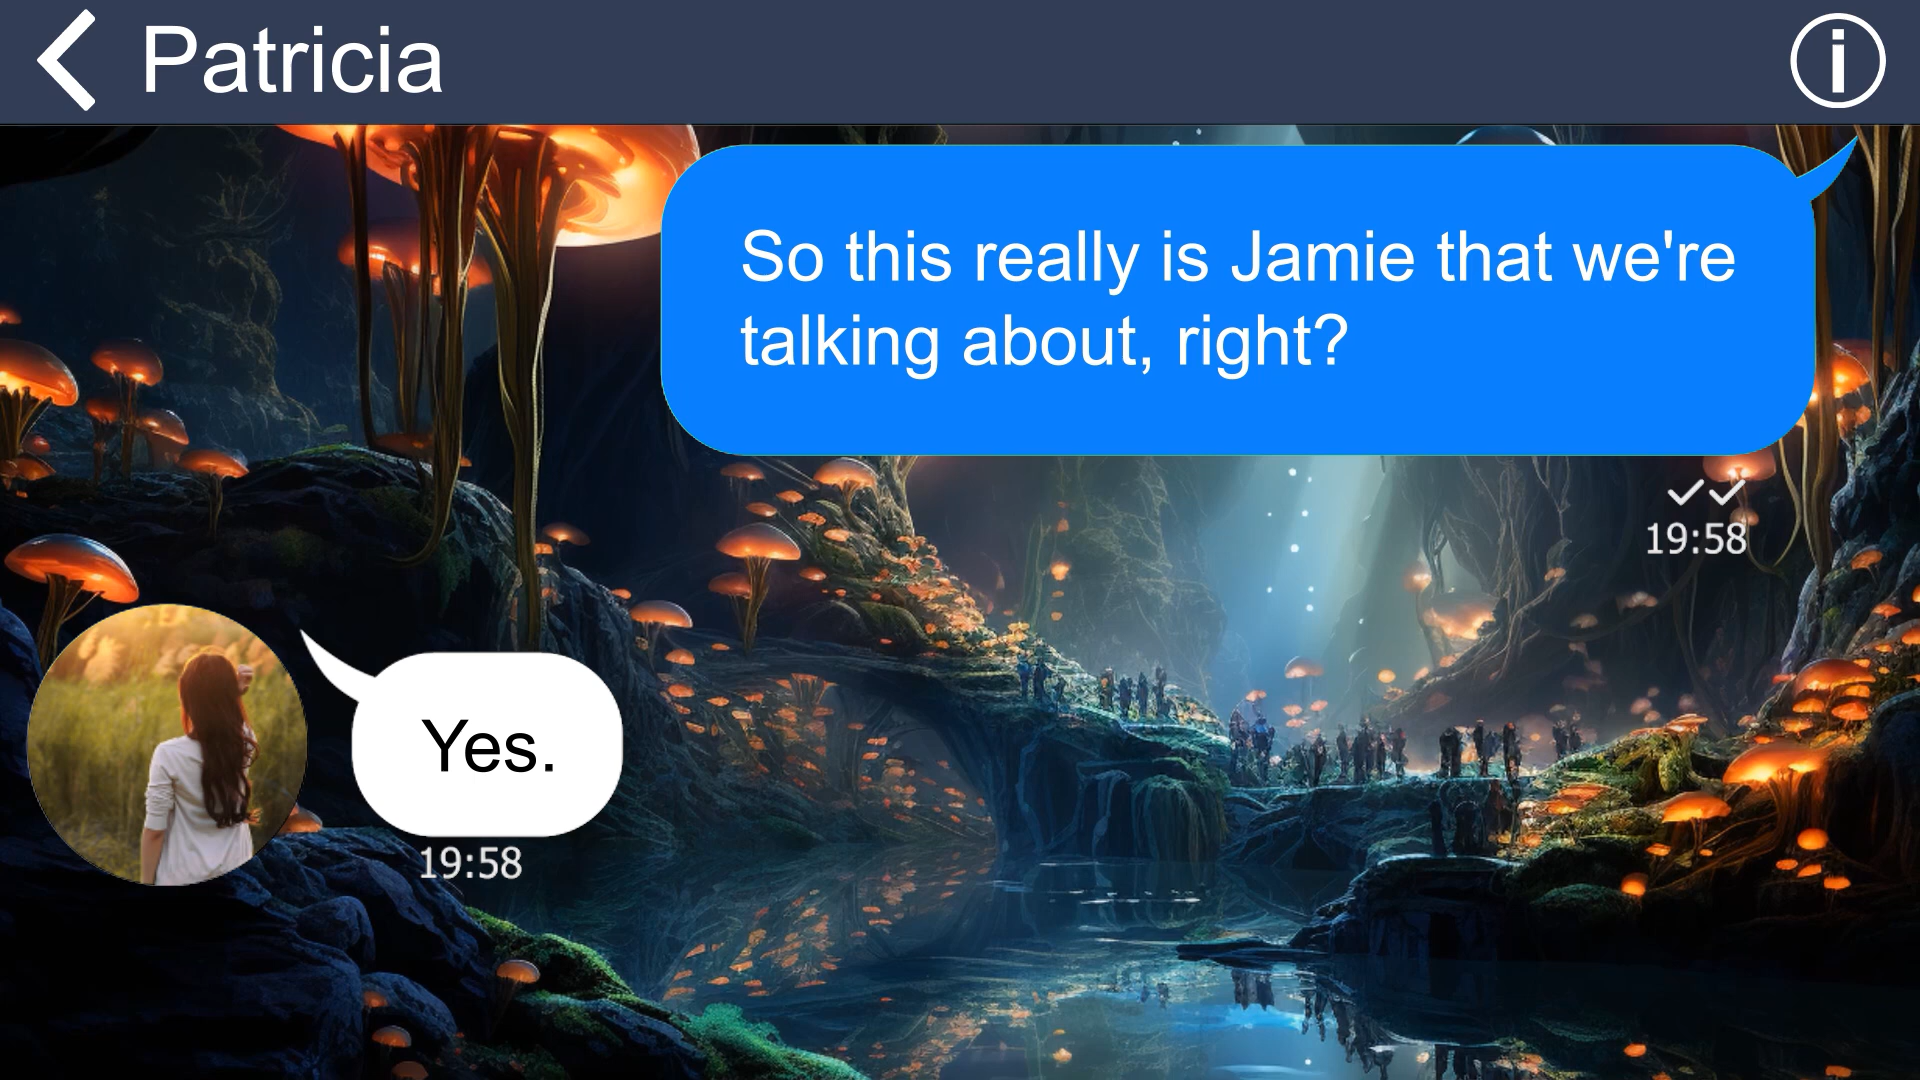 Patricia
So this really is Jamie that we're
talking about, right?
19:58
Yes.
19:58